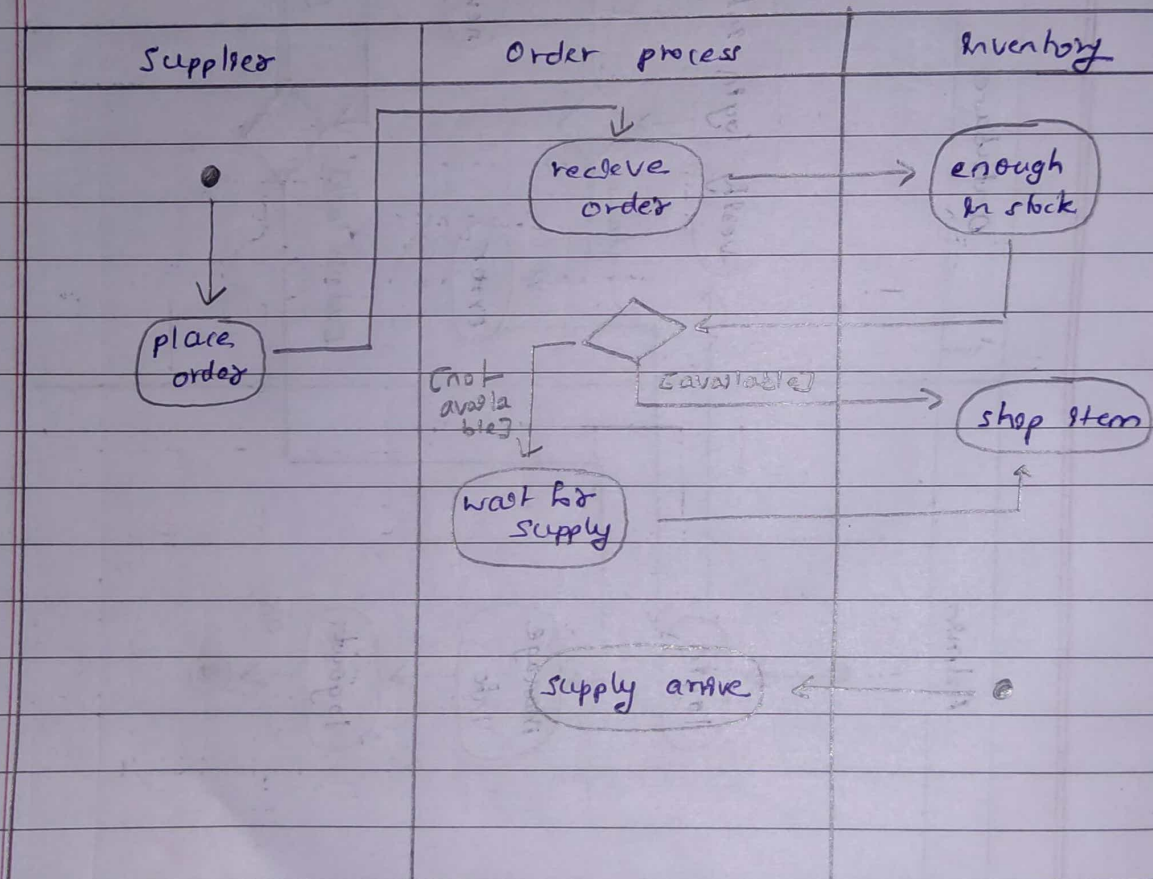 Supplier
Order process
Inventory
recieve
order
enough
in stock
place
order
[not
availa
ble]
[available]
shop item
wait for
supply
supply arrive